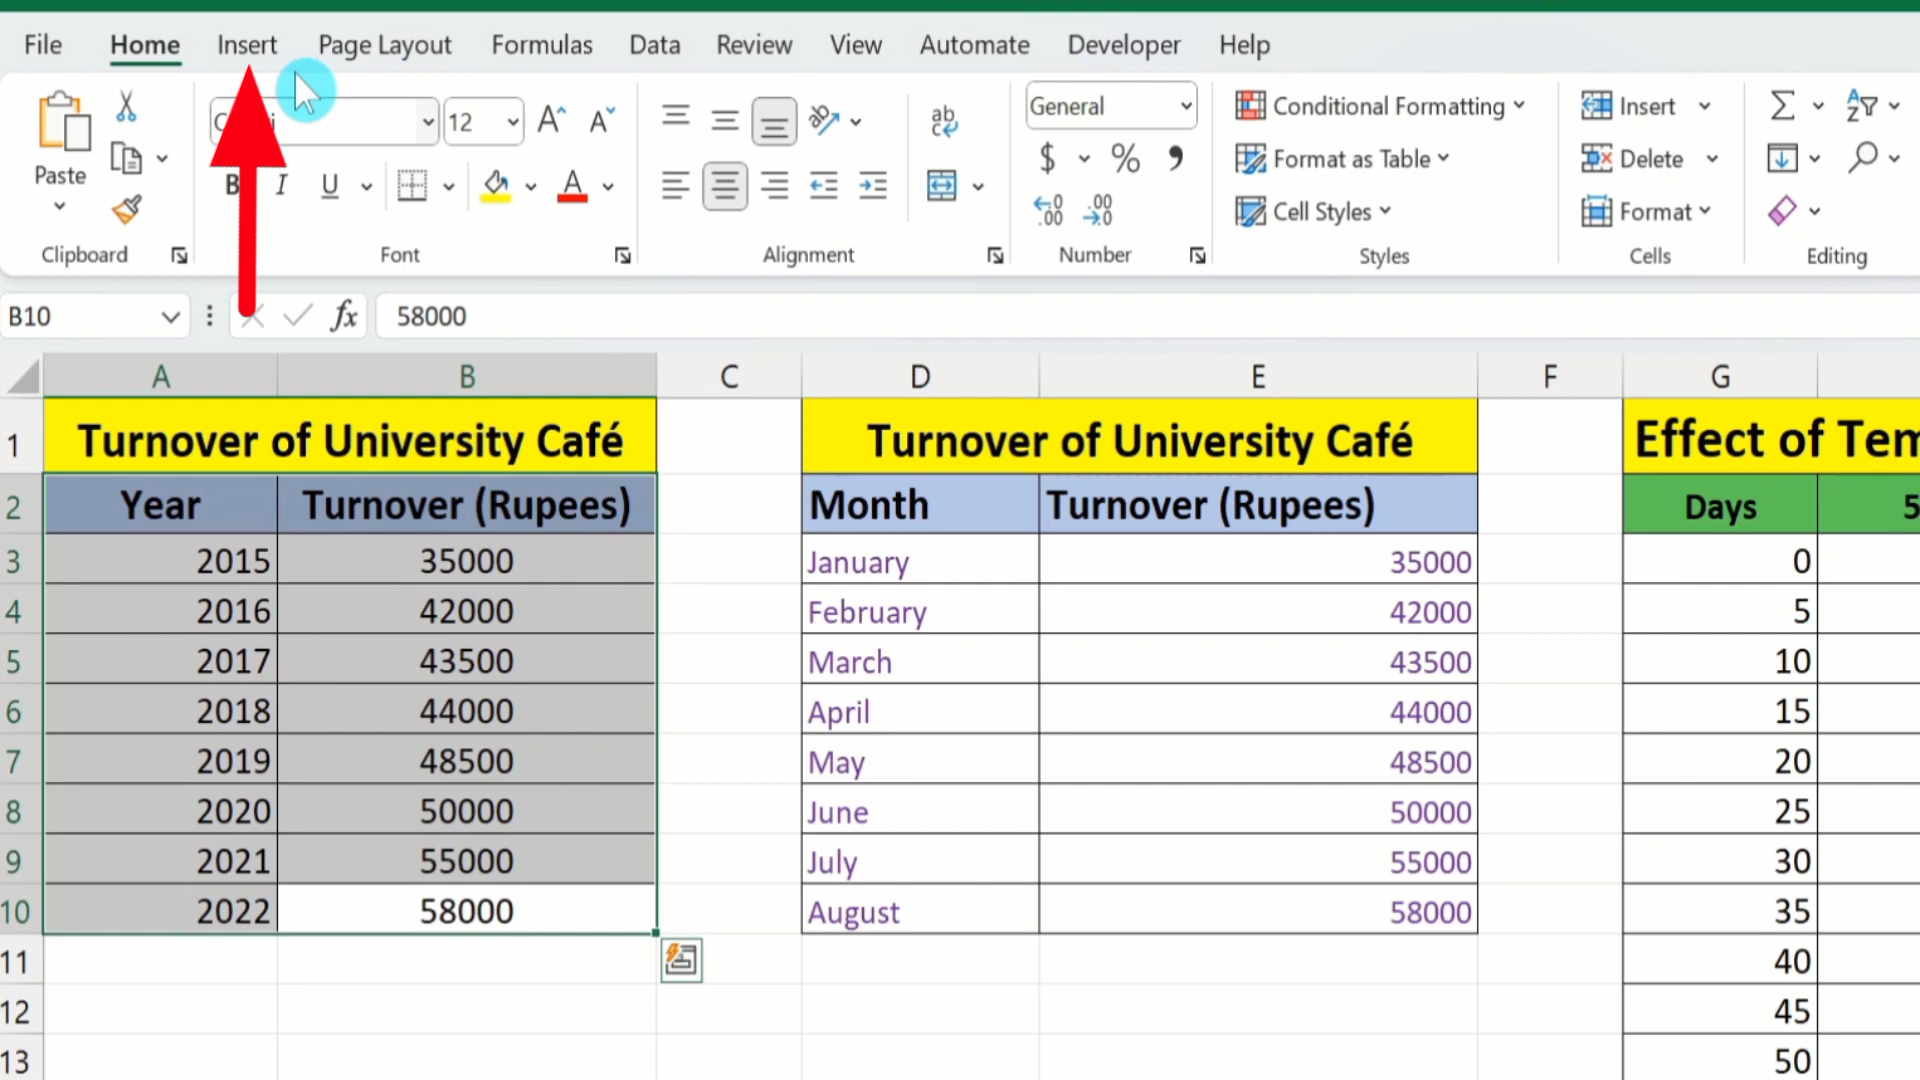 File Home Insert Page Layout Formulas Data Review View Automate Developer Help
12 General Conditional Formatting Insert
Paste B I U A $ % Format as Table Delete
Cell Styles Format
Clipboard Font Alignment Number Styles Cells Editing
B10 fx 58000
A B C D E F G
1 Turnover of University Café Turnover of University Café Effect of Tem
2 Year Turnover (Rupees) Month Turnover (Rupees) Days 5
3 2015 35000 January 35000 0
4 2016 42000 February 42000 5
5 2017 43500 March 43500 10
6 2018 44000 April 44000 15
7 2019 48500 May 48500 20
8 2020 50000 June 50000 25
9 2021 55000 July 55000 30
10 2022 58000 August 58000 35
11 40
12 45
13 50